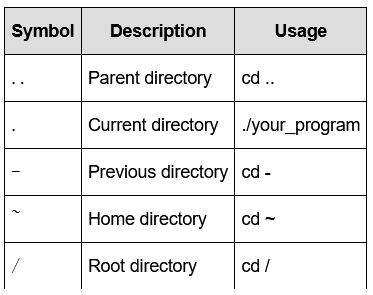 Symbol Description Usage
. . Parent directory cd ..
. Current directory ./your_program
– Previous directory cd -
~ Home directory cd ~
/ Root directory cd /